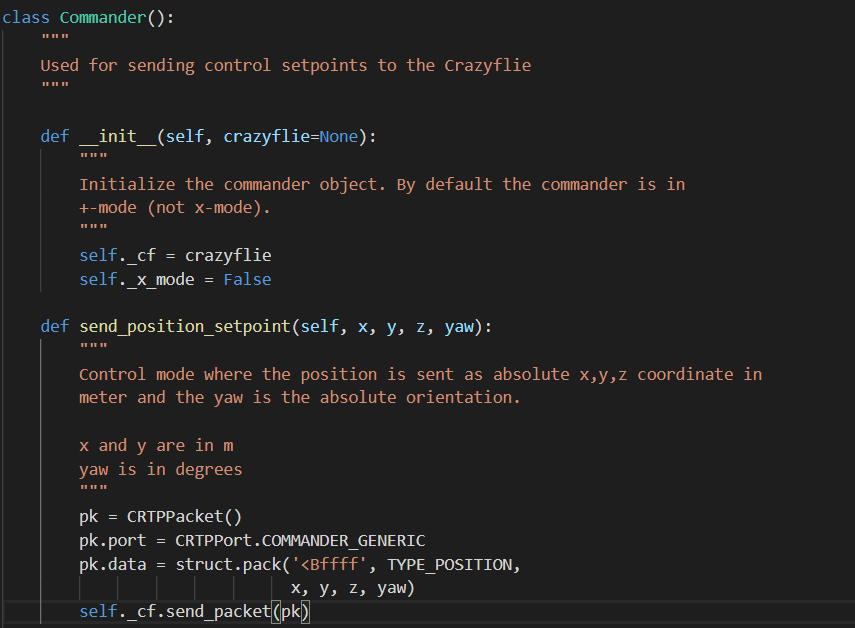 class Commander():
    """
    Used for sending control setpoints to the Crazyflie
    """
    def __init__(self, crazyflie=None):
        """
        Initialize the commander object. By default the commander is in
        +-mode (not x-mode).
        """
        self._cf = crazyflie
        self._x_mode = False
    def send_position_setpoint(self, x, y, z, yaw):
        """
        Control mode where the position is sent as absolute x,y,z coordinate in
        meter and the yaw is the absolute orientation.
        x and y are in m
        yaw is in degrees
        """
        pk = CRTPPacket()
        pk.port = CRTPPort.COMMANDER_GENERIC
        pk.data = struct.pack('<Bffff', TYPE_POSITION,
                              x, y, z, yaw)
        self._cf.send_packet(pk)